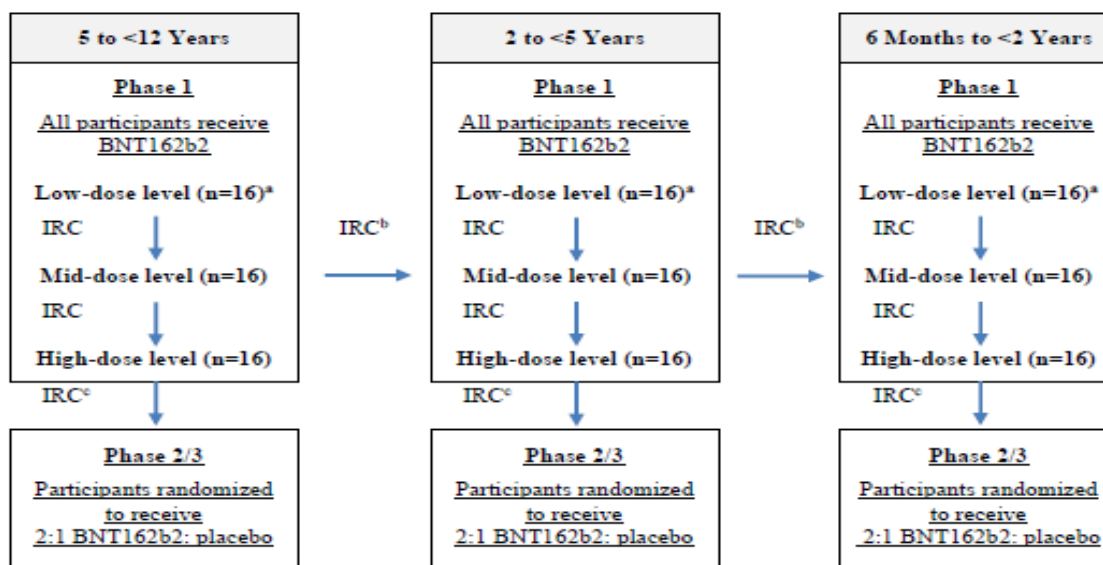 5 to <12 Years
Phase 1
All participants receive
BNT162b2
Low-dose level (n=16)ᵃ
IRC
Mid-dose level (n=16)
IRC
High-dose level (n=16)
IRCᶜ
Phase 2/3
Participants randomized
to receive
2:1 BNT162b2: placebo
IRCᵇ
2 to <5 Years
Phase 1
All participants receive
BNT162b2
Low-dose level (n=16)ᵃ
IRC
Mid-dose level (n=16)
IRC
High-dose level (n=16)
IRCᶜ
Phase 2/3
Participants randomized
to receive
2:1 BNT162b2: placebo
IRCᵇ
6 Months to <2 Years
Phase 1
All participants receive
BNT162b2
Low-dose level (n=16)ᵃ
IRC
Mid-dose level (n=16)
IRC
High-dose level (n=16)
IRCᶜ
Phase 2/3
Participants randomized
to receive
2:1 BNT162b2: placebo